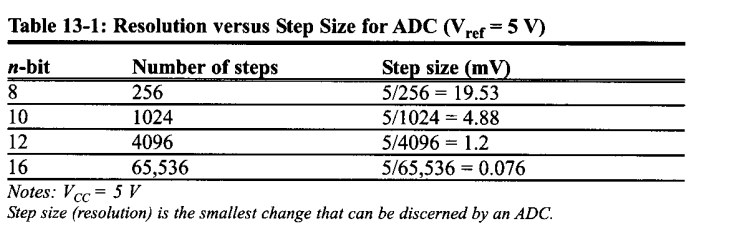 Table 13-1: Resolution versus Step Size for ADC (Vref = 5 V)
n-bit Number of steps Step size (mV)
8 256 5/256 = 19.53
10 1024 5/1024 = 4.88
12 4096 5/4096 = 1.2
16 65,536 5/65,536 = 0.076
Notes: VCC = 5 V
Step size (resolution) is the smallest change that can be discerned by an ADC.